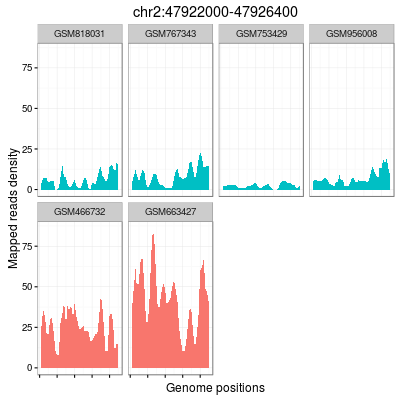 chr2:47922000-47926400
GSM818031 GSM767343 GSM753429 GSM956008
75
50
25
0
Mapped reads density
GSM466732 GSM663427
75
50
25
0
Genome positions